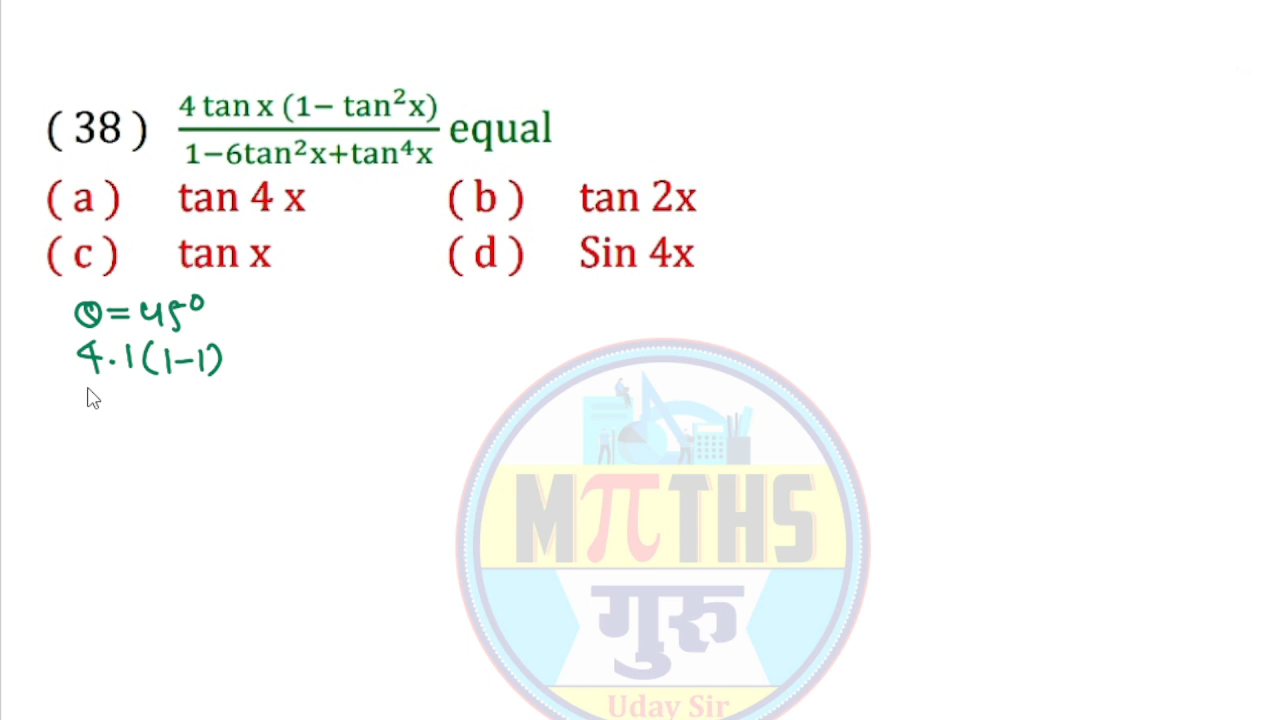 ( 38 ) 4 tan x (1− tan²x) / 1−6tan²x+tan⁴x equal
( a ) tan 4 x ( b ) tan 2x
( c ) tan x ( d ) Sin 4x
θ = 45°
4.1(1-1)
MπTHS
गुरु
Uday Sir